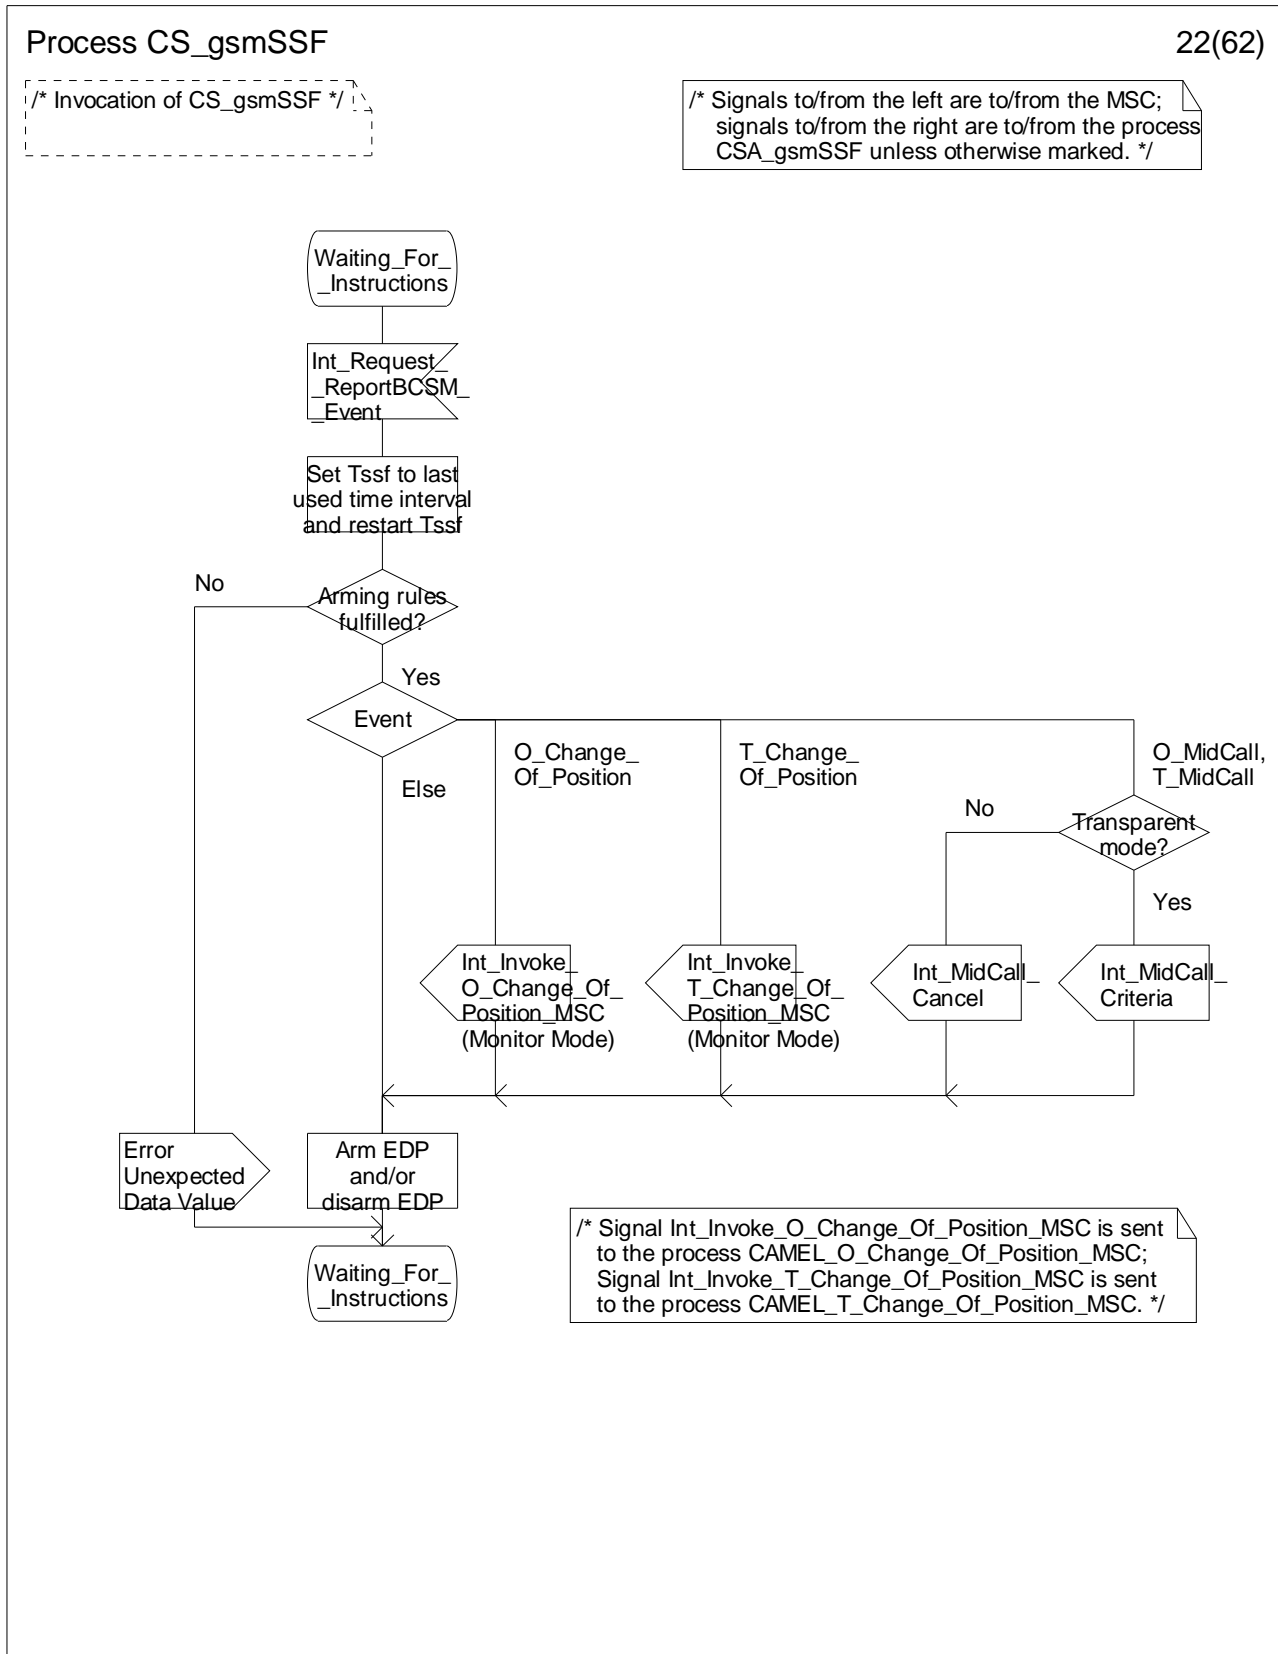 Process CS_gsmSSF
22(62)
/* Invocation of CS_gsmSSF */
/* Signals to/from the left are to/from the MSC;
signals to/from the right are to/from the process
CSA_gsmSSF unless otherwise marked. */
Waiting_For_
_Instructions
Int_Request_
_ReportBCSM_
_Event
Set Tssf to last
used time interval
and restart Tssf
No
Arming rules
fulfilled?
Yes
Event
O_Change_
Of_Position
T_Change_
Of_Position
O_MidCall,
T_MidCall
Else
No
Transparent
mode?
Yes
Int_Invoke_
O_Change_Of_
Position_MSC
(Monitor Mode)
Int_Invoke_
T_Change_Of_
Position_MSC
(Monitor Mode)
Int_MidCall_
Cancel
Int_MidCall_
Criteria
Error
Unexpected
Data Value
Arm EDP
and/or
disarm EDP
/* Signal Int_Invoke_O_Change_Of_Position_MSC is sent
to the process CAMEL_O_Change_Of_Position_MSC;
Signal Int_Invoke_T_Change_Of_Position_MSC is sent
to the process CAMEL_T_Change_Of_Position_MSC. */
Waiting_For_
_Instructions